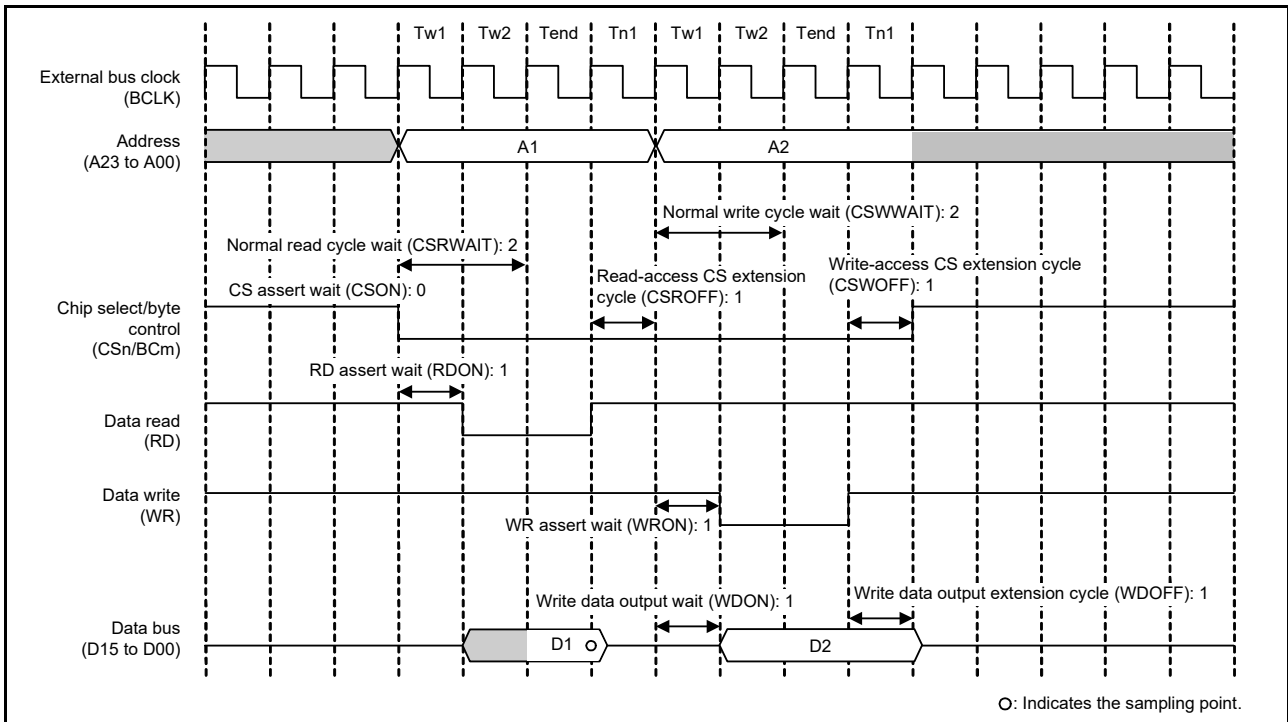 Tw1 Tw2 Tend Tn1 Tw1 Tw2 Tend Tn1
External bus clock
(BCLK)
Address
(A23 to A00)
A1
A2
Normal write cycle wait (CSWWAIT): 2
Normal read cycle wait (CSRWAIT): 2
Read-access CS extension
cycle (CSROFF): 1
Write-access CS extension cycle
(CSWOFF): 1
CS assert wait (CSON): 0
Chip select/byte
control
(CSn/BCm)
RD assert wait (RDON): 1
Data read
(RD)
Data write
(WR)
WR assert wait (WRON): 1
Write data output wait (WDON): 1
Write data output extension cycle (WDOFF): 1
Data bus
(D15 to D00)
D1
D2
O: Indicates the sampling point.